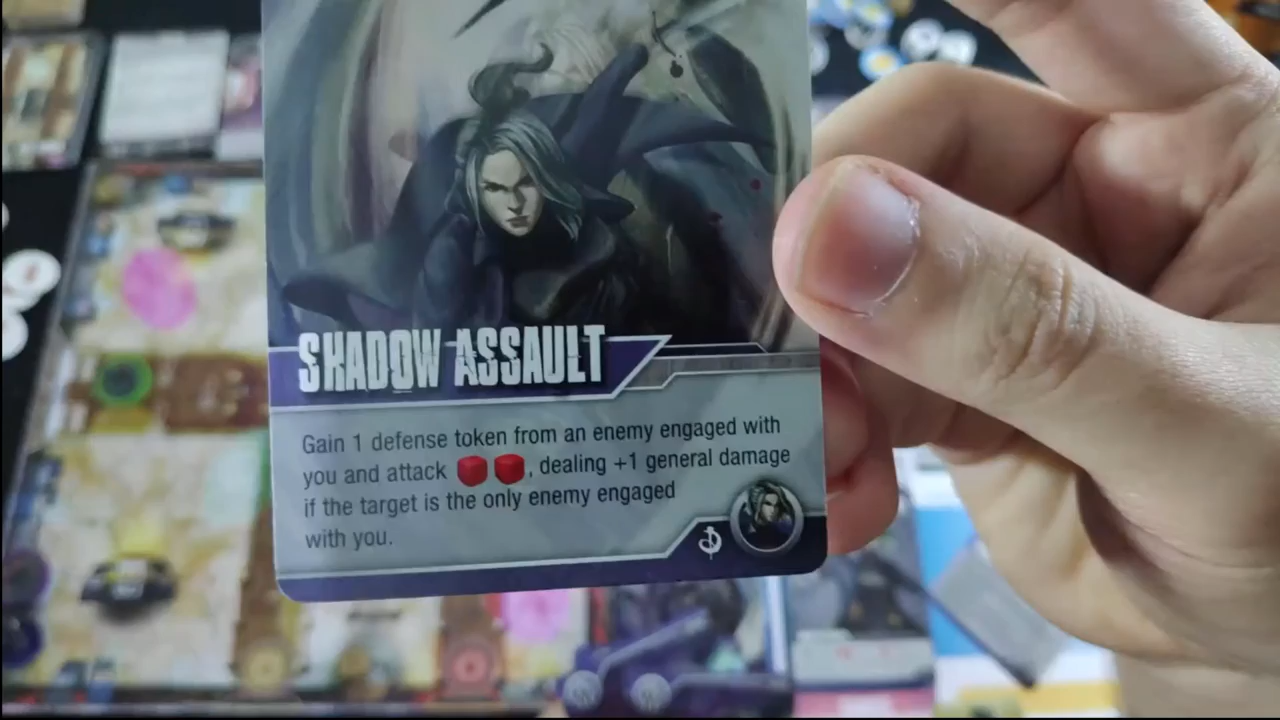 SHADOW ASSAULT
Gain 1 defense token from an enemy engaged with
you and attack , dealing +1 general damage
if the target is the only enemy engaged
with you.